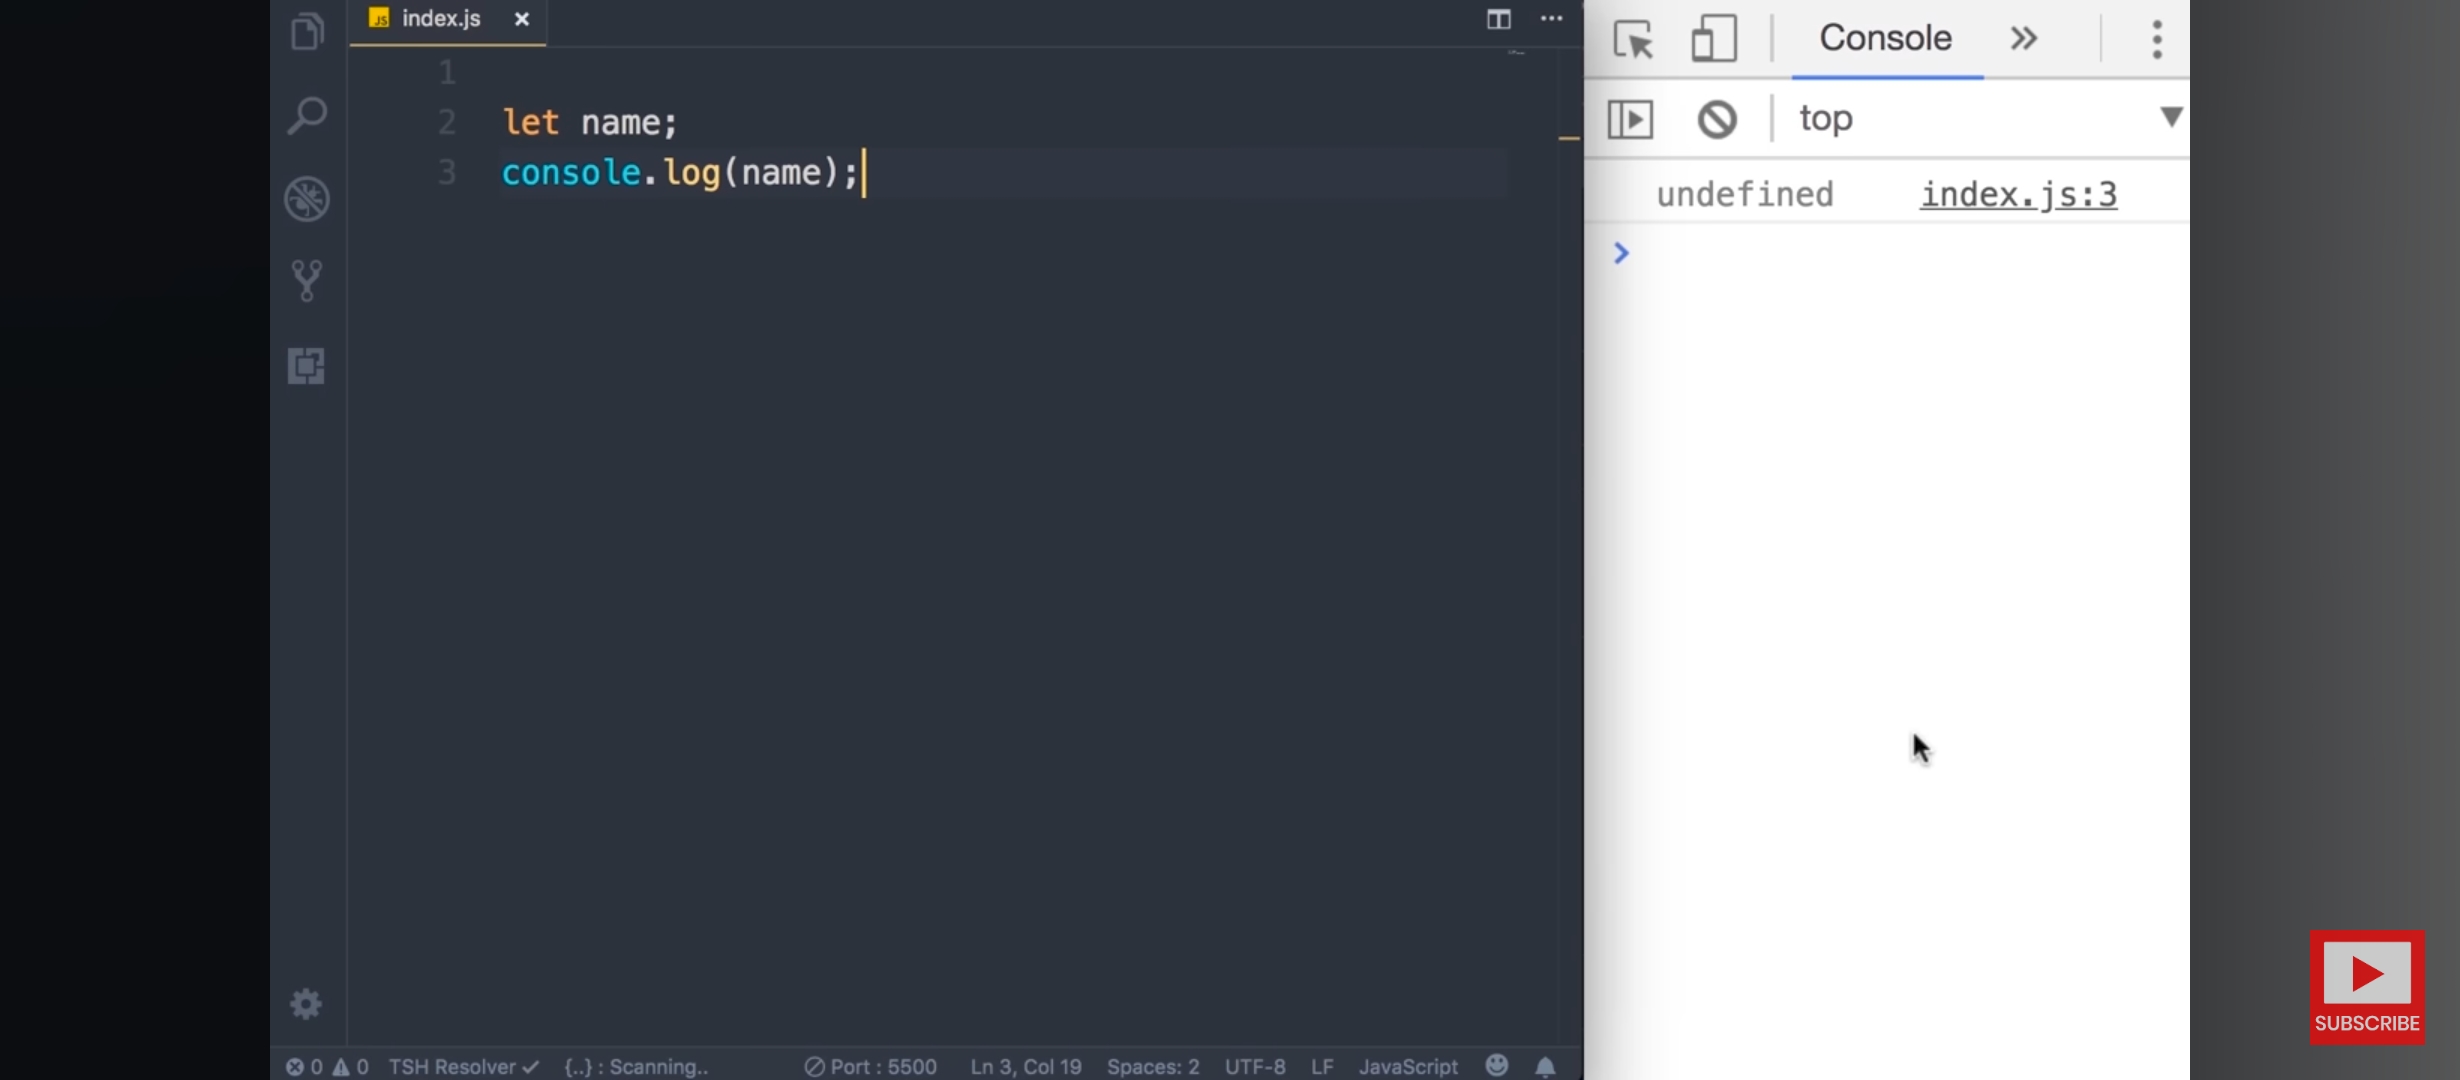 index.js
1
2 let name;
3 console.log(name);
Console
top
undefined index.js:3
SUBSCRIBE
0 0 TSH Resolver {..} : Scanning.. Port : 5500 Ln 3, Col 19 Spaces: 2 UTF-8 LF JavaScript